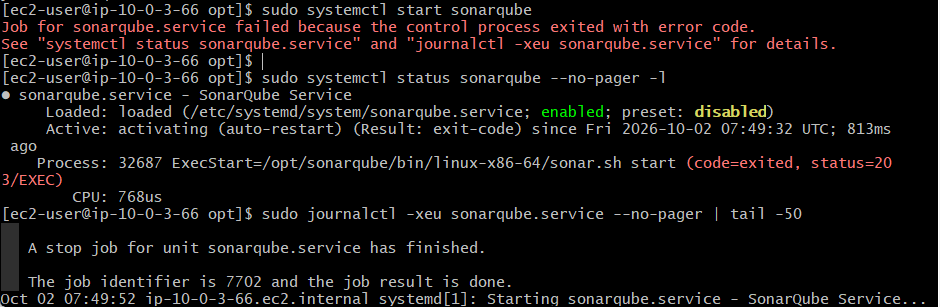 [ec2-user@ip-10-0-3-66 opt]$ sudo systemctl start sonarqube
Job for sonarqube.service failed because the control process exited with error code.
See "systemctl status sonarqube.service" and "journalctl -xeu sonarqube.service" for details.
[ec2-user@ip-10-0-3-66 opt]$
[ec2-user@ip-10-0-3-66 opt]$ sudo systemctl status sonarqube --no-pager -l
● sonarqube.service - SonarQube Service
Loaded: loaded (/etc/systemd/system/sonarqube.service; enabled; preset: disabled)
Active: activating (auto-restart) (Result: exit-code) since Fri 2026-10-02 07:49:32 UTC; 813ms
ago
Process: 32687 ExecStart=/opt/sonarqube/bin/linux-x86-64/sonar.sh start (code=exited, status=20
3/EXEC)
CPU: 768us
[ec2-user@ip-10-0-3-66 opt]$ sudo journalctl -xeu sonarqube.service --no-pager | tail -50
A stop job for unit sonarqube.service has finished.
The job identifier is 7702 and the job result is done.
Oct 02 07:49:52 ip-10-0-3-66.ec2.internal systemd[1]: Starting sonarqube.service - SonarQube Service...